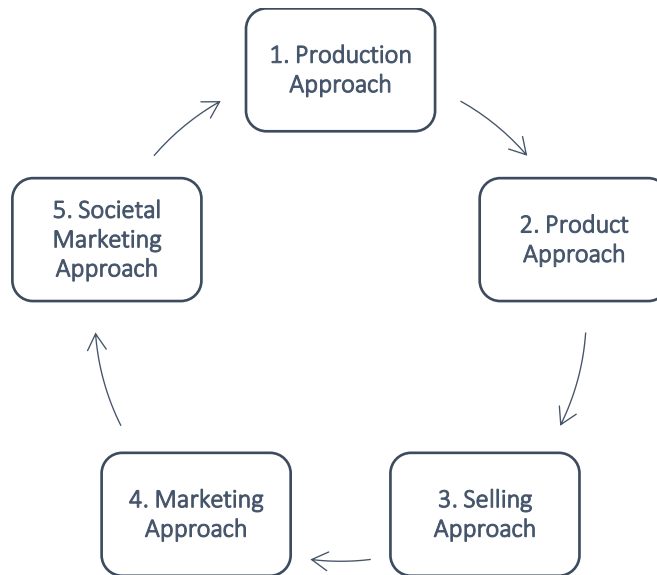 1. Production
Approach
2. Product
Approach
3. Selling
Approach
4. Marketing
Approach
5. Societal
Marketing
Approach